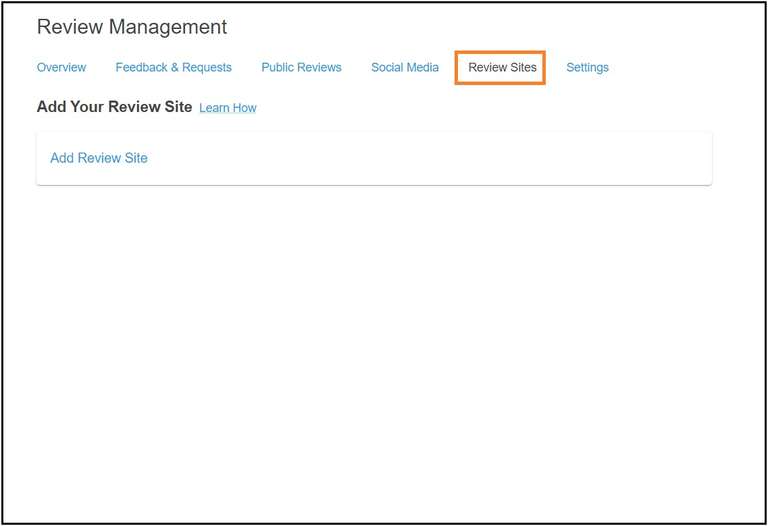 Review Management
Overview Feedback & Requests Public Reviews Social Media Review Sites Settings
Add Your Review Site Learn How
Add Review Site